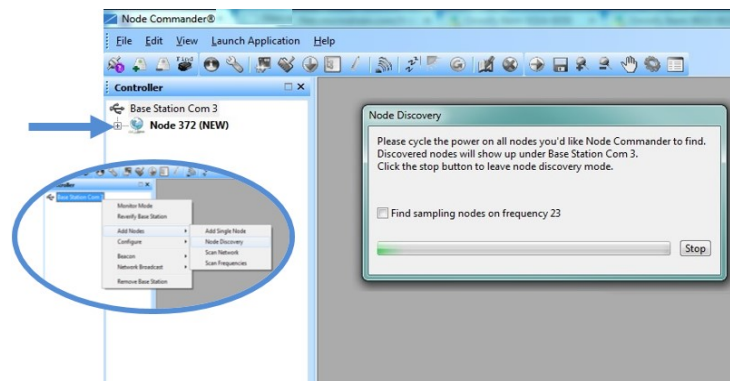 Node Commander®
File Edit View Launch Application Help
Find
Controller
Base Station Com 3
Node 372 (NEW)
Node Discovery
Please cycle the power on all nodes you'd like Node Commander to find.
Discovered nodes will show up under Base Station Com 3.
Click the stop button to leave node discovery mode.
Find sampling nodes on frequency 23
Stop
Base Station Com
Monitor Mode
Reverify Base Station
Add Nodes
Configure
Beacon
Network Broadcast
Remove Base Station
Add Single Node
Node Discovery
Scan Network
Scan Frequencies